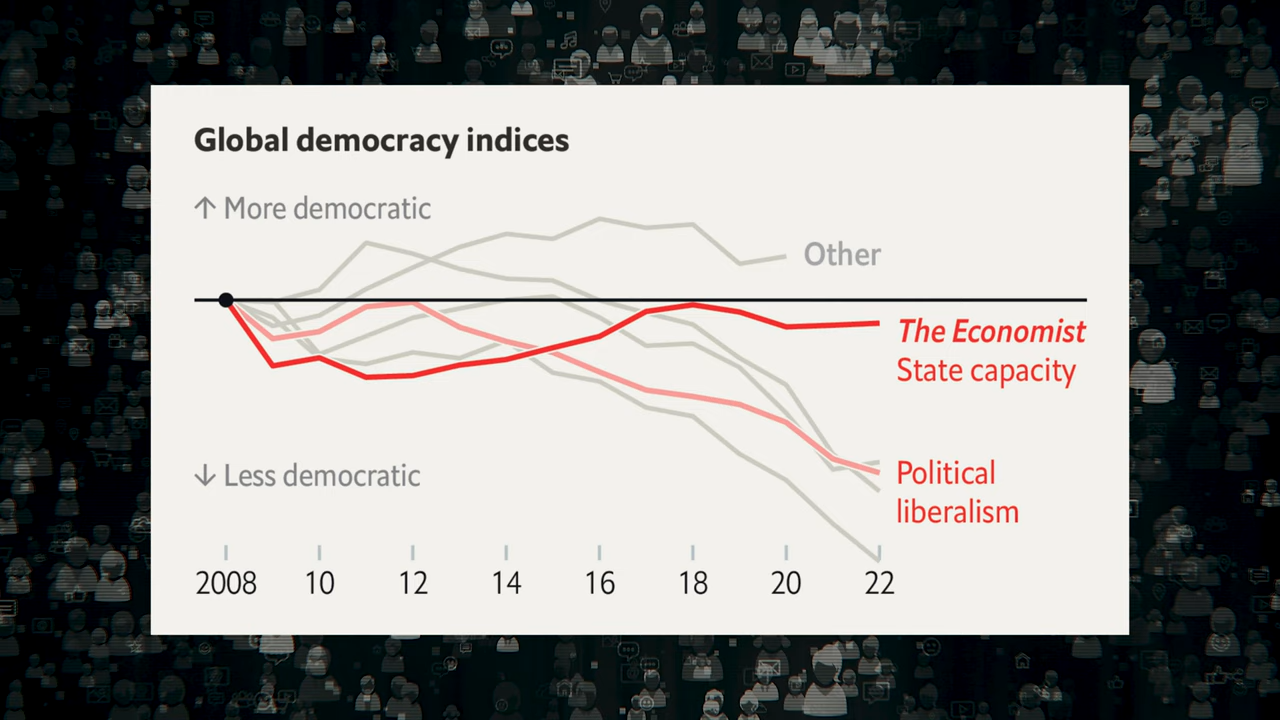 Global democracy indices
↑ More democratic
Other
The Economist
State capacity
↓ Less democratic
Political
liberalism
2008 10 12 14 16 18 20 22